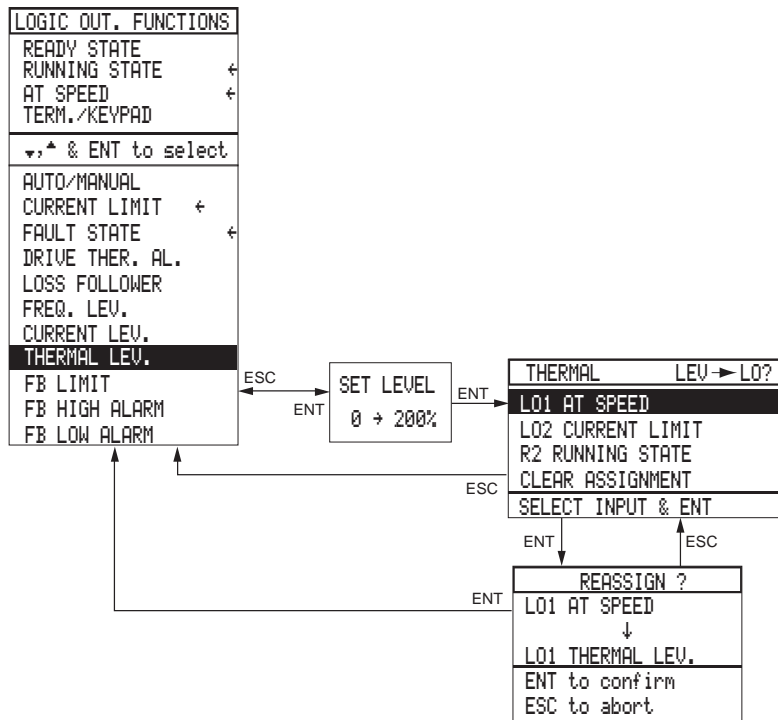 LOGIC OUT. FUNCTIONS
READY STATE
RUNNING STATE ←
AT SPEED ←
TERM./KEYPAD
▾,▴ & ENT to select
AUTO/MANUAL
CURRENT LIMIT ←
FAULT STATE ←
DRIVE THER. AL.
LOSS FOLLOWER
FREQ. LEV.
CURRENT LEV.
THERMAL LEV.
FB LIMIT
FB HIGH ALARM
FB LOW ALARM
ESC
ENT
SET LEVEL
0 → 200%
ENT
THERMAL LEV → LO?
LO1 AT SPEED
LO2 CURRENT LIMIT
R2 RUNNING STATE
CLEAR ASSIGNMENT
SELECT INPUT & ENT
ESC
ENT
ESC
REASSIGN ?
LO1 AT SPEED
↓
LO1 THERMAL LEV.
ENT to confirm
ESC to abort
ENT